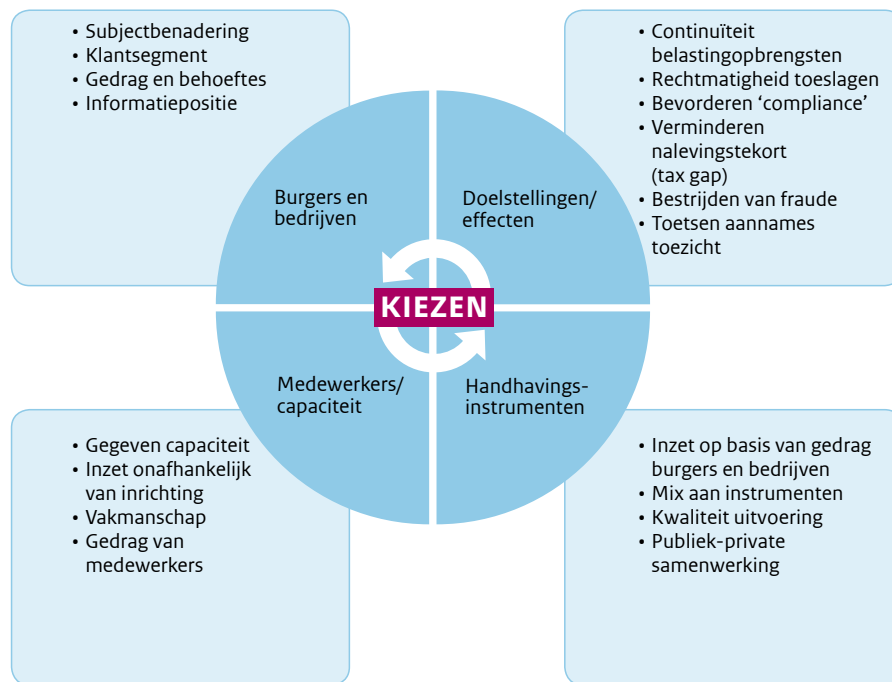 • Subjectbenadering
• Klantsegment
• Gedrag en behoeftes
• Informatiepositie
• Continuïteit
belastingopbrengsten
• Rechtmatigheid toeslagen
• Bevorderen ‘compliance’
• Verminderen
nalevingstekort
(tax gap)
• Bestrijden van fraude
• Toetsen aannames
toezicht
Burgers en
bedrijven
Doelstellingen/
effecten
KIEZEN
Medewerkers/
capaciteit
Handhavings-
instrumenten
• Gegeven capaciteit
• Inzet onafhankelijk
van inrichting
• Vakmanschap
• Gedrag van
medewerkers
• Inzet op basis van gedrag
burgers en bedrijven
• Mix aan instrumenten
• Kwaliteit uitvoering
• Publiek-private
samenwerking